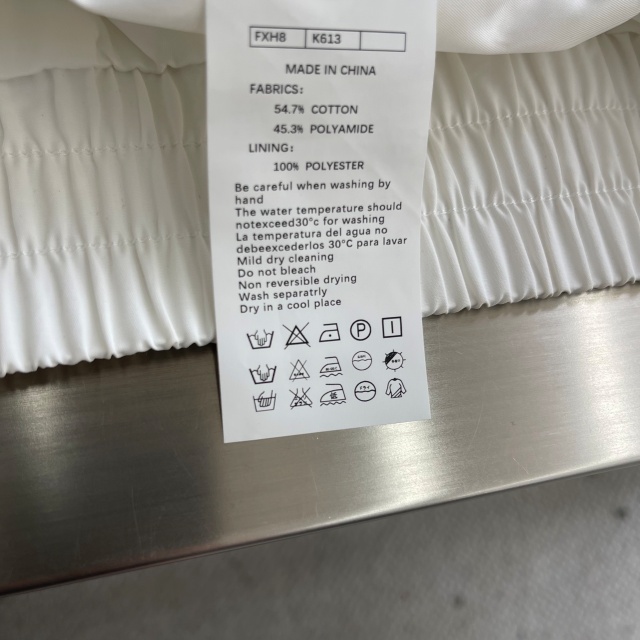 FXH8 K613
MADE IN CHINA
FABRICS:
54.7% COTTON
45.3% POLYAMIDE
LINING:
100% POLYESTER
Be careful when washing by
hand
The water temperature should
notexceed30°c for washing
La temperatura del agua no
debeexcederlos 30°C para lavar
Mild dry cleaning
Do not bleach
Non reversible drying
Wash separatrly
Dry in a cool place
P